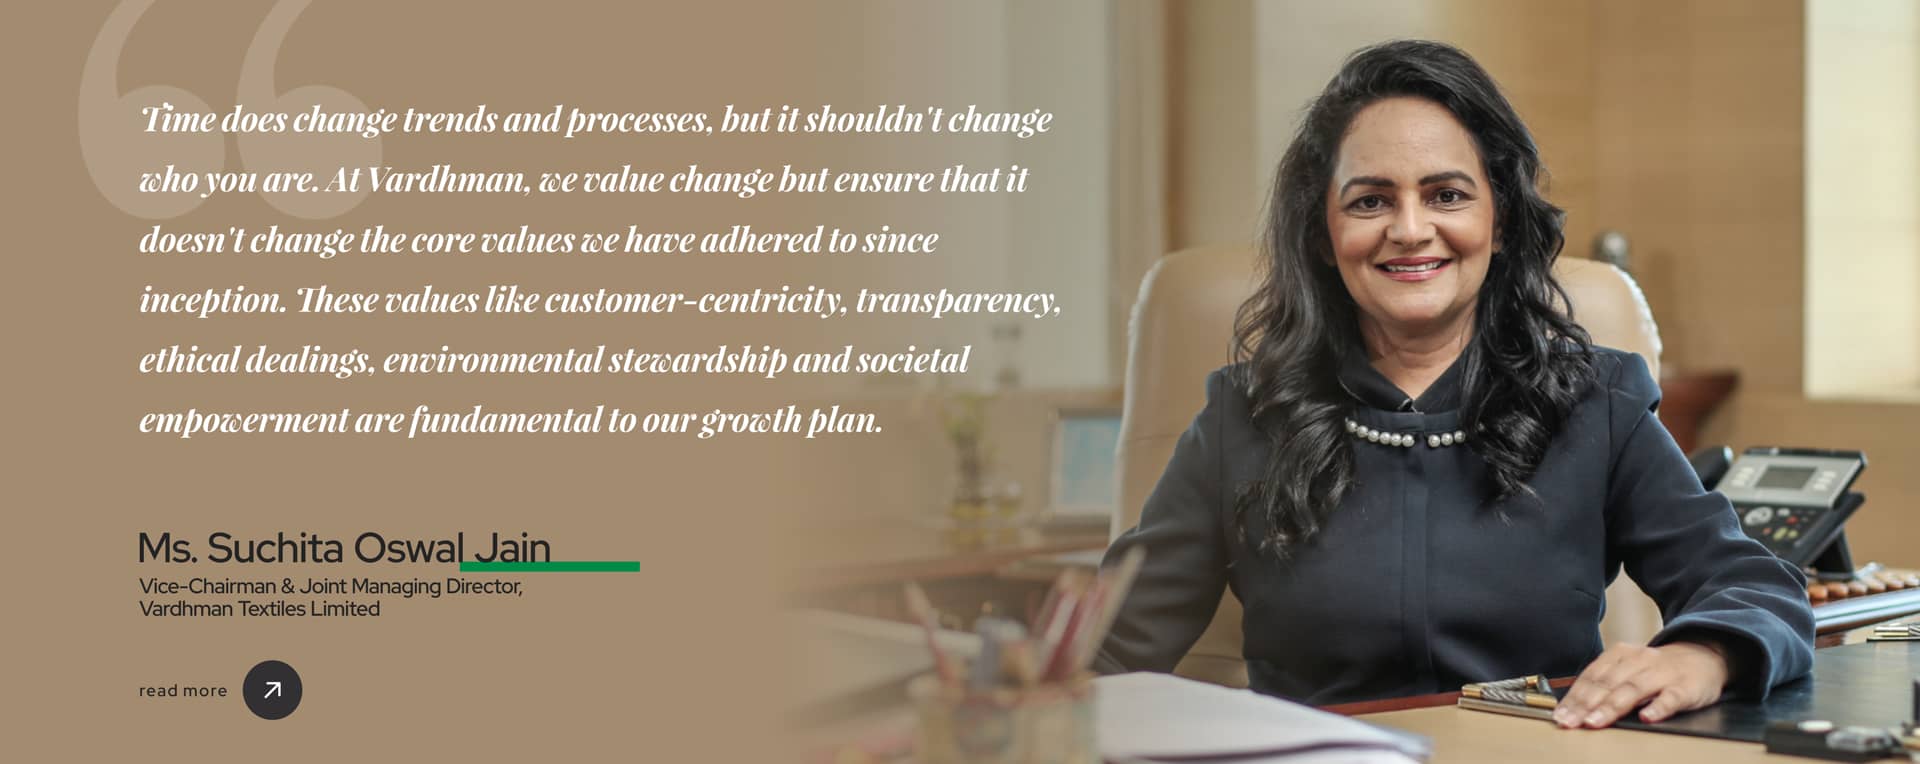 Time does change trends and processes, but it shouldn't change
who you are. At Vardhman, we value change but ensure that it
doesn't change the core values we have adhered to since
inception. These values like customer-centricity, transparency,
ethical dealings, environmental stewardship and societal
empowerment are fundamental to our growth plan.
Ms. Suchita Oswal Jain
Vice-Chairman & Joint Managing Director,
Vardhman Textiles Limited
read more